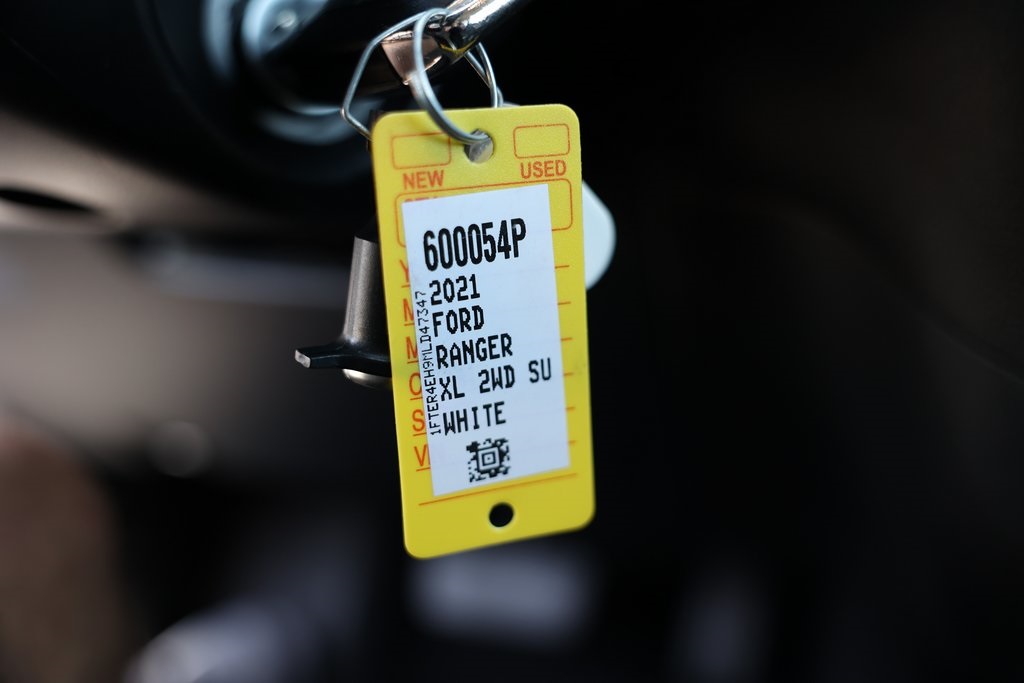 NEW USED
600054P
2021
FORD
RANGER
XL 2WD SU
WHITE
1FTER4EH9MLD47347